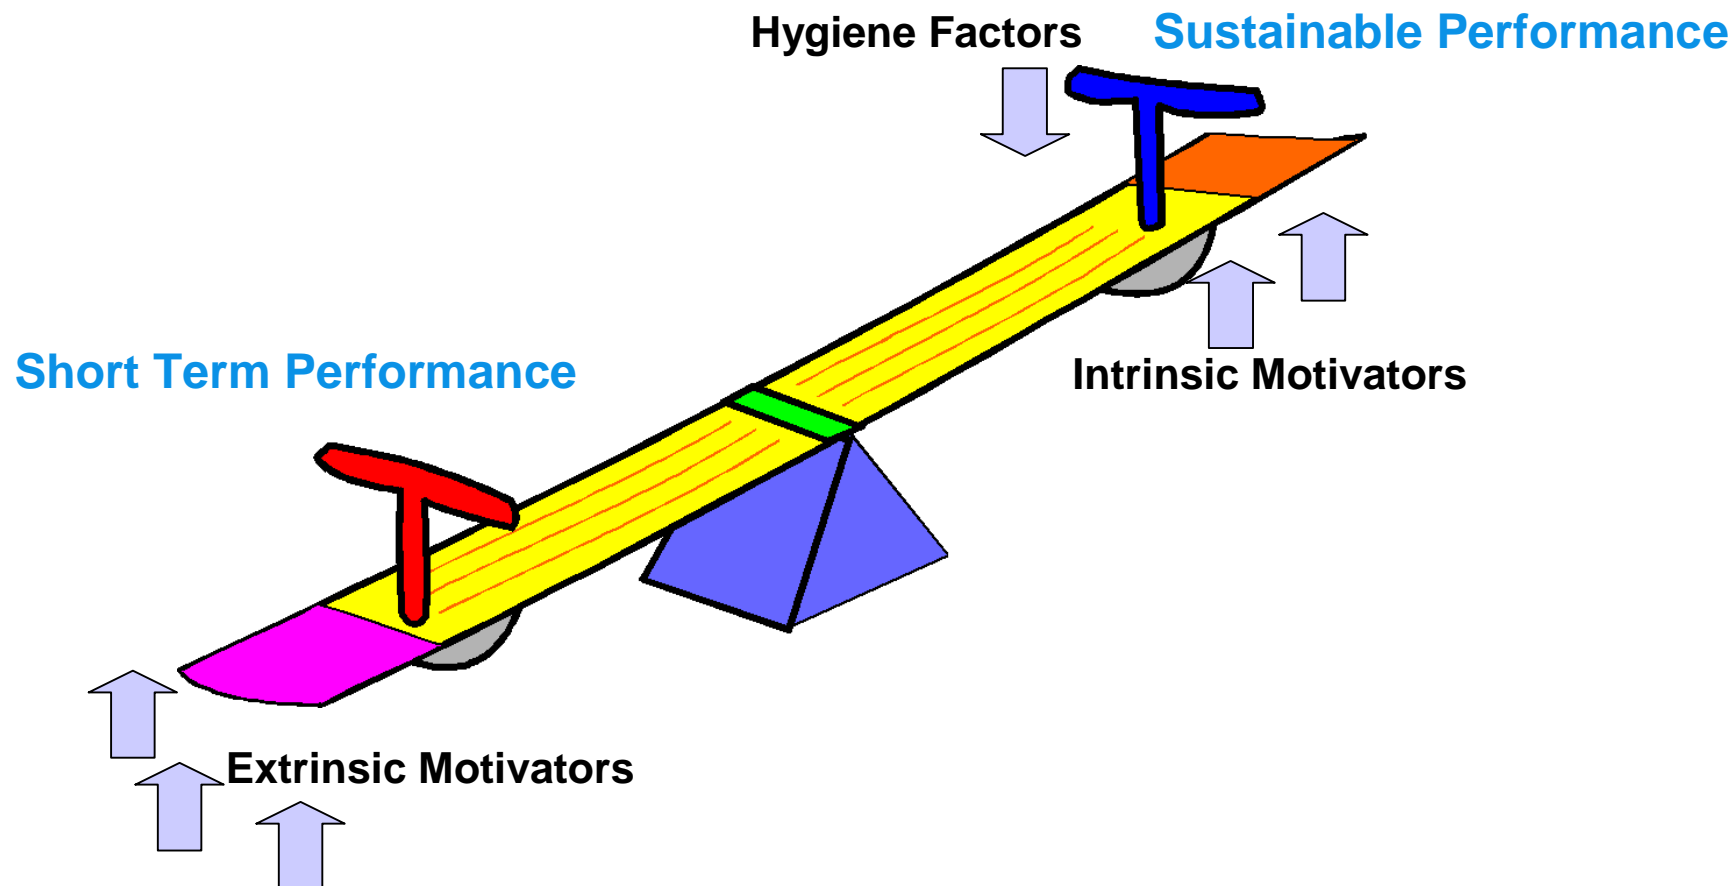 Hygiene Factors
Sustainable Performance
Short Term Performance
Intrinsic Motivators
Extrinsic Motivators